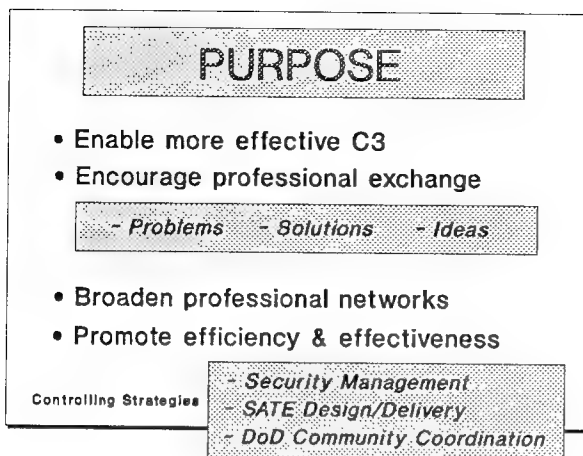 PURPOSE
• Enable more effective C3
• Encourage professional exchange
- Problems - Solutions - Ideas
• Broaden professional networks
• Promote efficiency & effectiveness
- Security Management
Controlling Strategies
- SATE Design/Delivery
- DoD Community Coordination